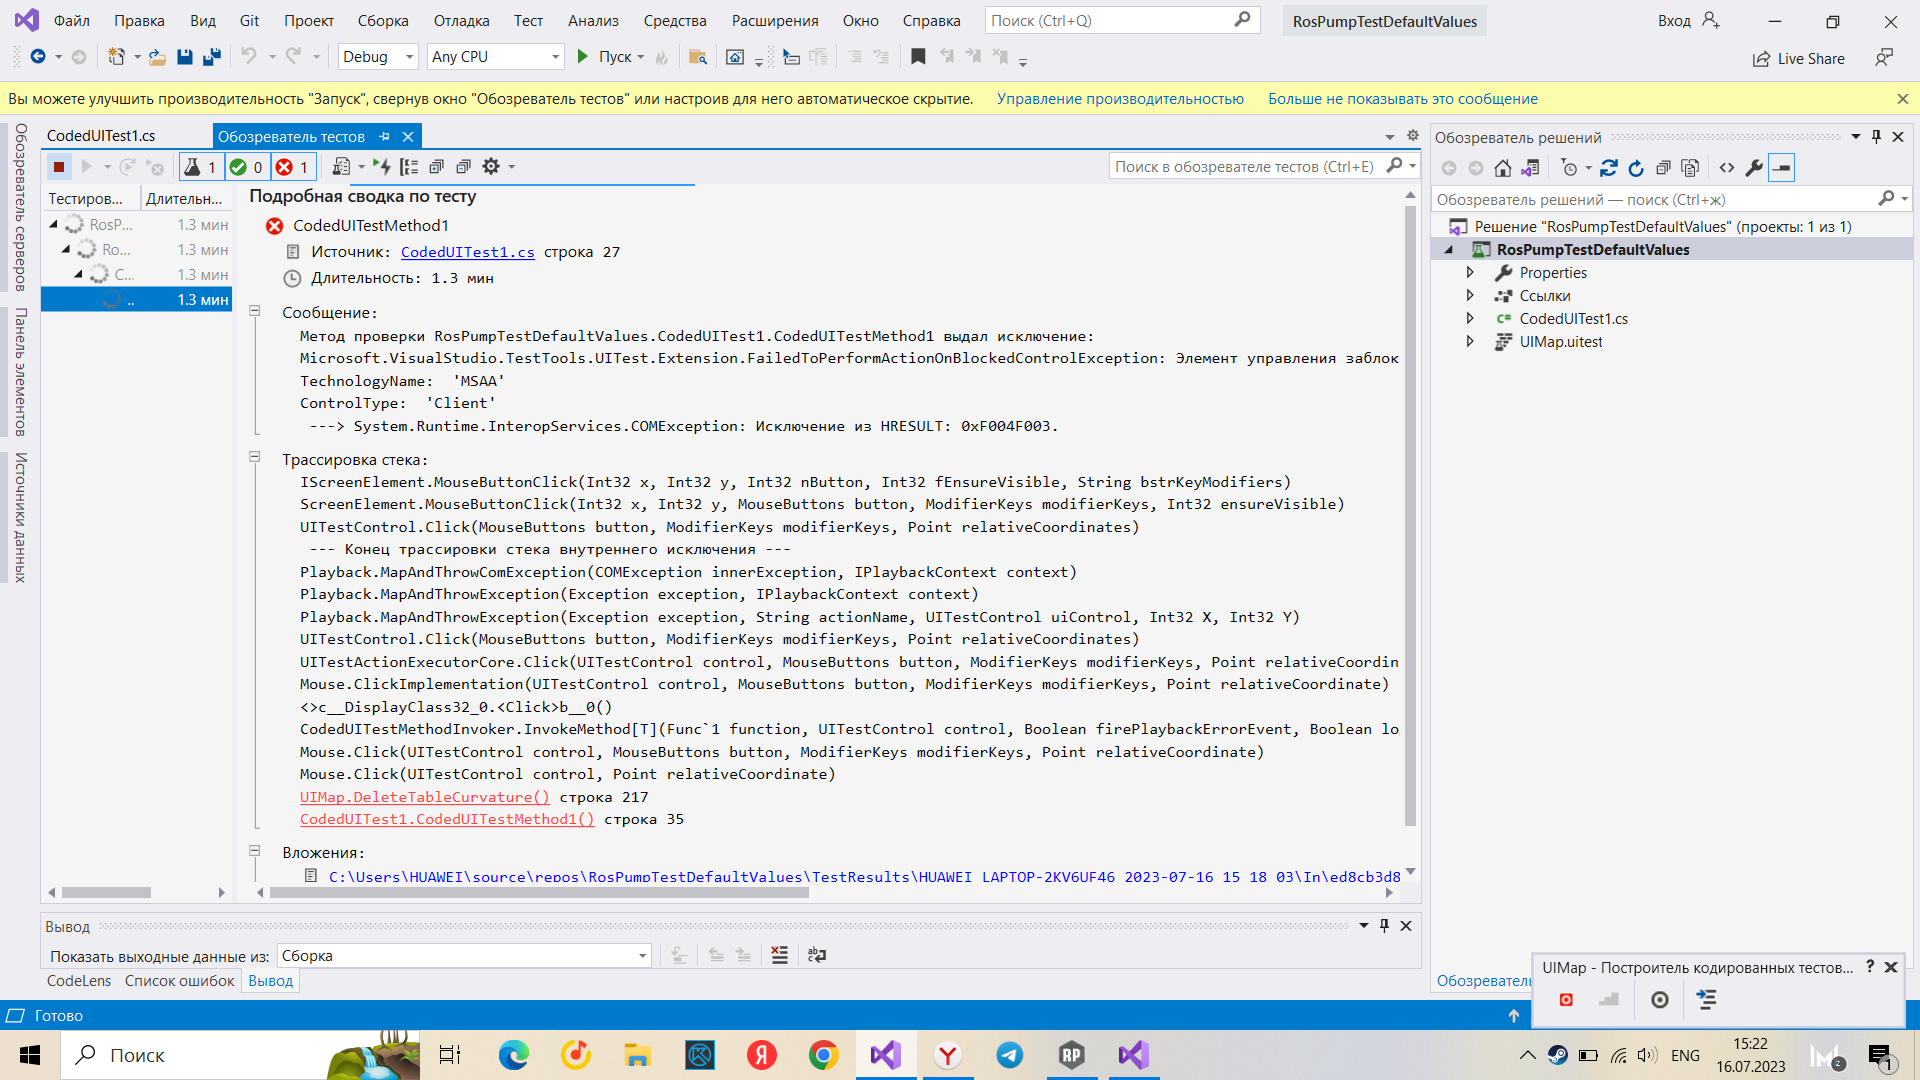 Файл Правка Вид Git Проект Сборка Отладка Тест Анализ Средства Расширения Окно Справка Поиск (Ctrl+Q) RosPumpTestDefaultValues Вход
Debug Any CPU Пуск Live Share
Вы можете улучшить производительность "Запуск", свернув окно "Обозреватель тестов" или настроив для него автоматическое скрытие. Управление производительностью Больше не показывать это сообщение
Обозреватель серверов
Панель элементов
Источники данных
CodedUITest1.cs Обозреватель тестов
1 0 1 Поиск в обозревателе тестов (Ctrl+E)
Тестиров... Длительн...
RosP... 1.3 мин
Ro... 1.3 мин
C... 1.3 мин
.. 1.3 мин
Подробная сводка по тесту
CodedUITestMethod1
Источник: CodedUITest1.cs строка 27
Длительность: 1.3 мин
Сообщение:
Метод проверки RosPumpTestDefaultValues.CodedUITest1.CodedUITestMethod1 выдал исключение:
Microsoft.VisualStudio.TestTools.UITest.Extension.FailedToPerformActionOnBlockedControlException: Элемент управления заблок
TechnologyName: 'MSAA'
ControlType: 'Client'
---> System.Runtime.InteropServices.COMException: Исключение из HRESULT: 0xF004F003.
Трассировка стека:
IScreenElement.MouseButtonClick(Int32 x, Int32 y, Int32 nButton, Int32 fEnsureVisible, String bstrKeyModifiers)
ScreenElement.MouseButtonClick(Int32 x, Int32 y, MouseButtons button, ModifierKeys modifierKeys, Int32 ensureVisible)
UITestControl.Click(MouseButtons button, ModifierKeys modifierKeys, Point relativeCoordinates)
--- Конец трассировки стека внутреннего исключения ---
Playback.MapAndThrowComException(COMException innerException, IPlaybackContext context)
Playback.MapAndThrowException(Exception exception, IPlaybackContext context)
Playback.MapAndThrowException(Exception exception, String actionName, UITestControl uiControl, Int32 X, Int32 Y)
UITestControl.Click(MouseButtons button, ModifierKeys modifierKeys, Point relativeCoordinates)
UITestActionExecutorCore.Click(UITestControl control, MouseButtons button, ModifierKeys modifierKeys, Point relativeCoordin
Mouse.ClickImplementation(UITestControl control, MouseButtons button, ModifierKeys modifierKeys, Point relativeCoordinate)
<>c__DisplayClass32_0.<Click>b__0()
CodedUITestMethodInvoker.InvokeMethod[T](Func`1 function, UITestControl control, Boolean firePlaybackErrorEvent, Boolean lo
Mouse.Click(UITestControl control, MouseButtons button, ModifierKeys modifierKeys, Point relativeCoordinate)
Mouse.Click(UITestControl control, Point relativeCoordinate)
UIMap.DeleteTableCurvature() строка 217
CodedUITest1.CodedUITestMethod1() строка 35
Вложения:
C:\Users\HUAWEI\source\repos\RosPumpTestDefaultValues\TestResults\HUAWEI_LAPTOP-2KV6UF46_2023-07-16_15_18_03\In\ed8cb3d8
Вывод
Показать выходные данные из: Сборка
CodeLens Список ошибок Вывод
Обозреватель решений
Обозреватель решений — поиск (Ctrl+ж)
Решение "RosPumpTestDefaultValues" (проекты: 1 из 1)
RosPumpTestDefaultValues
Properties
Ссылки
CodedUITest1.cs
UIMap.uitest
Обозреватель
UIMap - Построитель кодированных тестов...
Готово
Поиск
ENG
15:22
16.07.2023
2
1